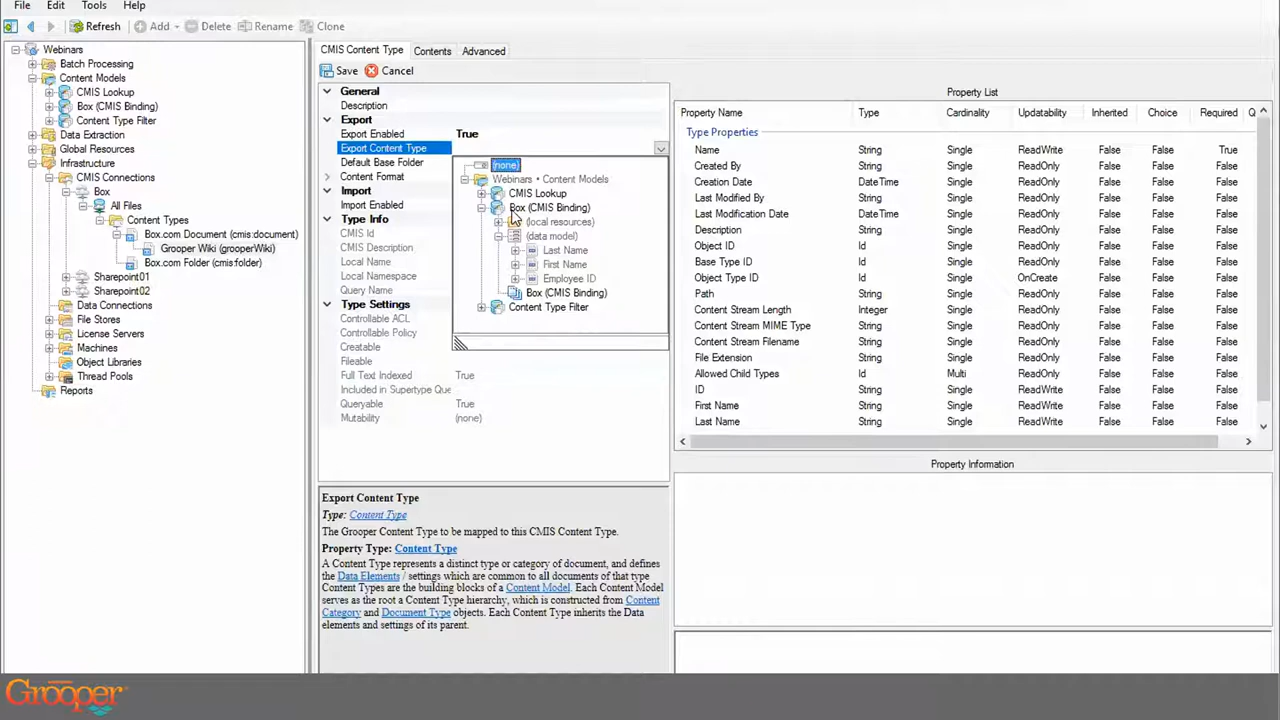 File Edit Tools Help
Refresh Add Delete Rename Clone
Webinars
Batch Processing
Content Models
CMIS Lookup
Box (CMIS Binding)
Content Type Filter
Data Extraction
Global Resources
Infrastructure
CMIS Connections
Box
All Files
Content Types
Box.com Document (cmis:document)
Grooper Wiki (grooperWiki)
Box.com Folder (cmis:folder)
Sharepoint01
Sharepoint02
Data Connections
File Stores
License Servers
Machines
Object Libraries
Thread Pools
Reports
CMIS Content Type Contents Advanced
Save Cancel
General
Description
Export
Export Enabled True
Export Content Type
Default Base Folder
Content Format
Import
Import Enabled
Type Info
CMIS Id
CMIS Description
Local Name
Local Namespace
Query Name
Type Settings
Controllable ACL
Controllable Policy
Creatable
Fileable
Full Text Indexed True
Included in Supertype Que
Queryable True
Mutability (none)
(none)
Webinars - Content Models
CMIS Lookup
Box (CMIS Binding)
(local resources)
(data model)
Last Name
First Name
Employee ID
Box (CMIS Binding)
Content Type Filter
Export Content Type
Type: Content Type
The Grooper Content Type to be mapped to this CMIS Content Type.
Property Type: Content Type
A Content Type represents a distinct type or category of document, and defines
the Data Elements / settings which are common to all documents of that type
Content Types are the building blocks of a Content Model. Each Content Model
serves as the root a Content Type hierarchy, which is constructed from Content
Category and Document Type objects. Each Content Type inherits the Data
elements and settings of its parent.
Property List
Property Name Type Cardinality Updatability Inherited Choice Required Q
Type Properties
Name String Single ReadWrite False False True
Created By String Single ReadOnly False False False
Creation Date DateTime Single ReadOnly False False False
Last Modified By String Single ReadOnly False False False
Last Modification Date DateTime Single ReadOnly False False False
Description String Single ReadOnly False False False
Object ID Id Single ReadOnly False False False
Base Type ID Id Single ReadOnly False False False
Object Type ID Id Single OnCreate False False False
Path String Single ReadOnly False False False
Content Stream Length Integer Single ReadOnly False False False
Content Stream MIME Type String Single ReadOnly False False False
Content Stream Filename String Single ReadOnly False False False
File Extension String Single ReadOnly False False False
Allowed Child Types Id Multi ReadOnly False False False
ID String Single ReadWrite False False False
First Name String Single ReadWrite False False False
Last Name String Single ReadWrite False False False
Property Information
Grooper